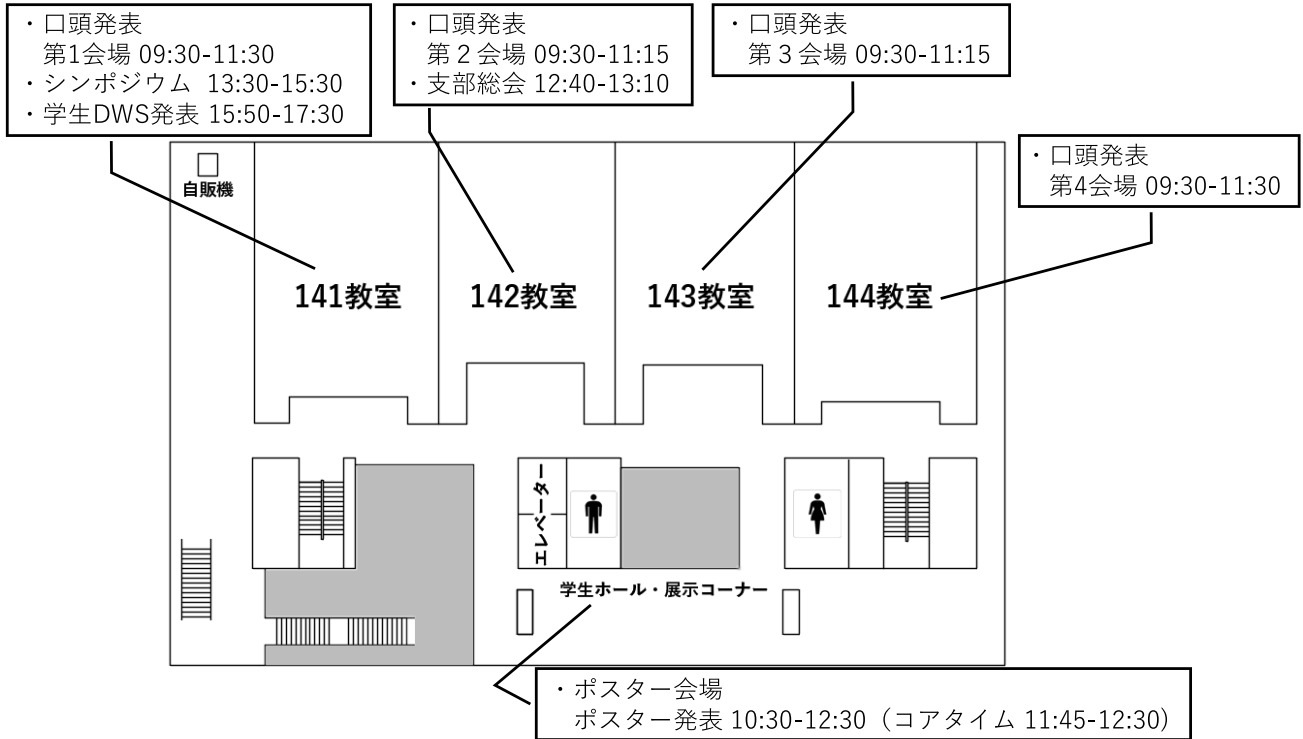 ・口頭発表
第1会場 09:30-11:30
・シンポジウム 13:30-15:30
・学生DWS発表 15:50-17:30
・口頭発表
第２会場 09:30-11:15
・支部総会 12:40-13:10
・口頭発表
第３会場 09:30-11:15
・口頭発表
第4会場 09:30-11:30
自販機
141教室
142教室
143教室
144教室
エレベーター
学生ホール・展示コーナー
・ポスター会場
ポスター発表 10:30-12:30（コアタイム 11:45-12:30）